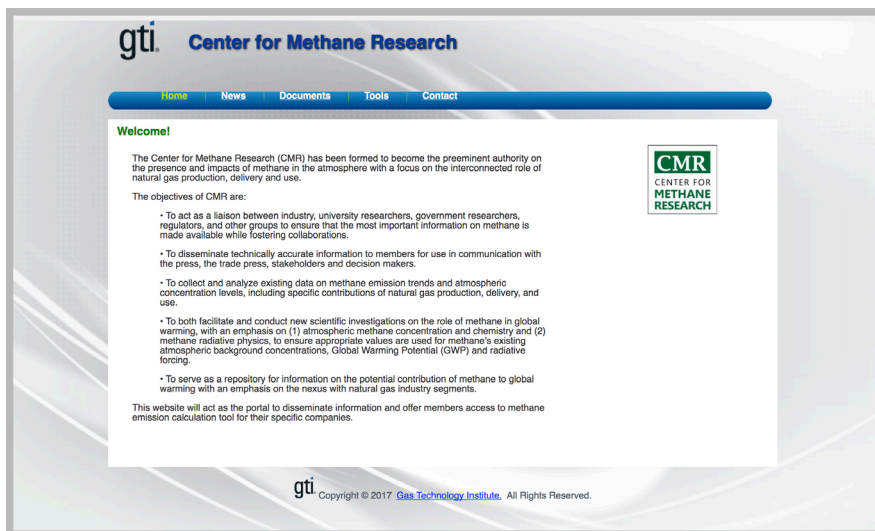 gti.
Center for Methane Research
Home
News
Documents
Tools
Contact
Welcome!
The Center for Methane Research (CMR) has been formed to become the preeminent authority on
the presence and impacts of methane in the atmosphere with a focus on the interconnected role of
natural gas production, delivery and use.
The objectives of CMR are:
• To act as a liaison between industry, university researchers, government researchers,
regulators, and other groups to ensure that the most important information on methane is
made available while fostering collaborations.
• To disseminate technically accurate information to members for use in communication with
the press, the trade press, stakeholders and decision makers.
• To collect and analyze existing data on methane emission trends and atmospheric
concentration levels, including specific contributions of natural gas production, delivery, and
use.
• To both facilitate and conduct new scientific investigations on the role of methane in global
warming, with an emphasis on (1) atmospheric methane concentration and chemistry and (2)
methane radiative physics, to ensure appropriate values are used for methane's existing
atmospheric background concentrations, Global Warming Potential (GWP) and radiative
forcing.
• To serve as a repository for information on the potential contribution of methane to global
warming with an emphasis on the nexus with natural gas industry segments.
This website will act as the portal to disseminate information and offer members access to methane
emission calculation tool for their specific companies.
CMR
CENTER FOR
METHANE
RESEARCH
gti. Copyright © 2017 Gas Technology Institute. All Rights Reserved.